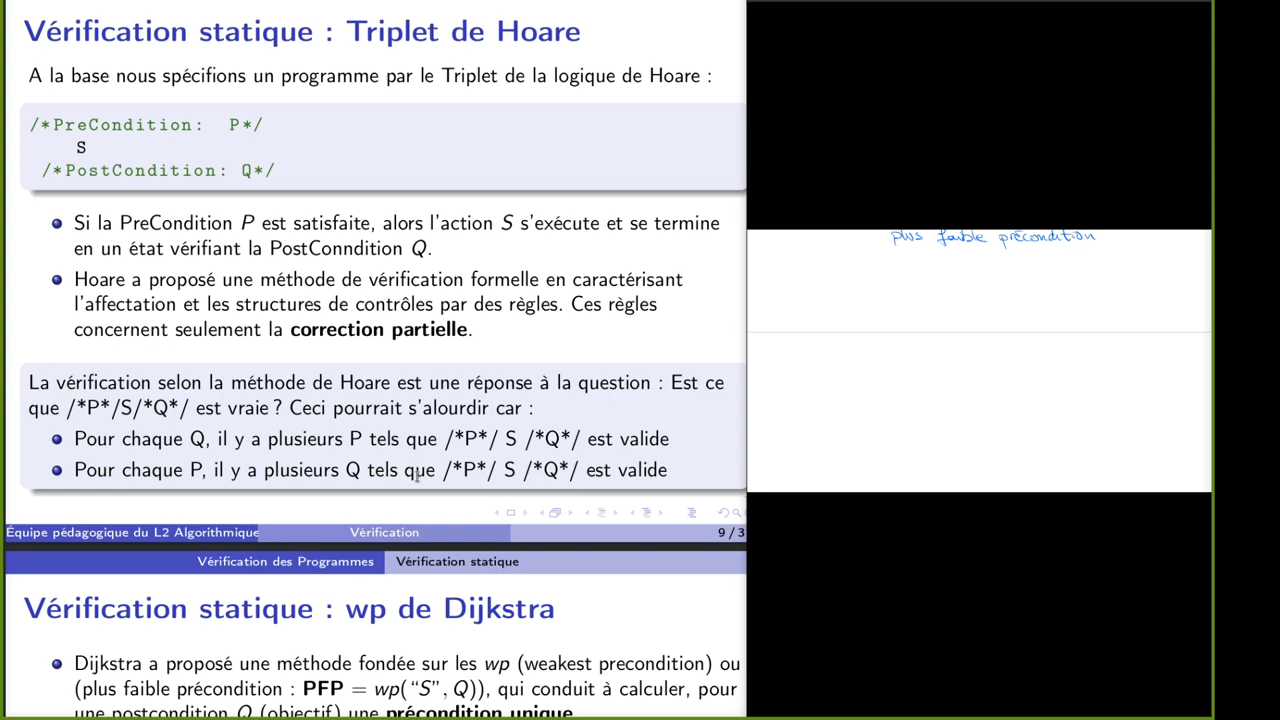 Vérification statique : Triplet de Hoare
A la base nous spécifions un programme par le Triplet de la logique de Hoare :
/*PreCondition: P*/
S
/*PostCondition: Q*/
Si la PreCondition P est satisfaite, alors l'action S s'exécute et se termine
en un état vérifiant la PostConndition Q.
Hoare a proposé une méthode de vérification formelle en caractérisant
l'affectation et les structures de contrôles par des règles. Ces règles
concernent seulement la correction partielle.
La vérification selon la méthode de Hoare est une réponse à la question : Est ce
que /*P*/S/*Q*/ est vraie ? Ceci pourrait s'alourdir car :
Pour chaque Q, il y a plusieurs P tels que /*P*/ S /*Q*/ est valide
Pour chaque P, il y a plusieurs Q tels que /*P*/ S /*Q*/ est valide
Équipe pédagogique du L2 Algorithmique
Vérification
9 / 3
Vérification des Programmes
Vérification statique
Vérification statique : wp de Dijkstra
Dijkstra a proposé une méthode fondée sur les wp (weakest precondition) ou
(plus faible précondition : PFP = wp("S", Q)), qui conduit à calculer, pour
une postcondition Q (objectif) une précondition unique
plus faible précondition